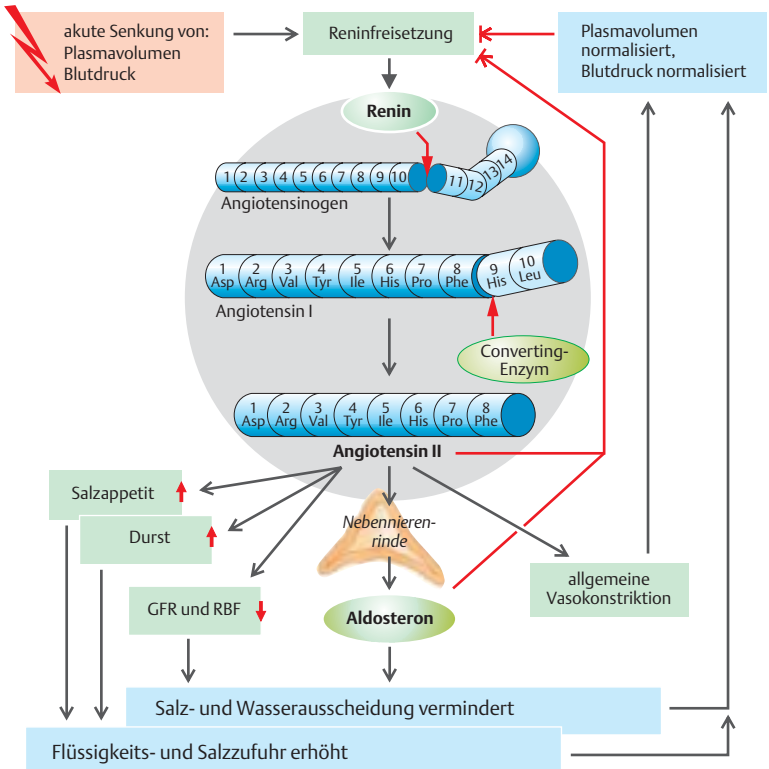 akute Senkung von:
Plasmavolumen
Blutdruck
Reninfreisetzung
Plasmavolumen
normalisiert,
Blutdruck normalisiert
Renin
1 2 3 4 5 6 7 8 9 10 11 12 13 14
Angiotensinogen
1 2 3 4 5 6 7 8 9 10
Asp Arg Val Tyr Ile His Pro Phe His Leu
Angiotensin I
Converting-
Enzym
1 2 3 4 5 6 7 8
Asp Arg Val Tyr Ile His Pro Phe
Angiotensin II
Salzappetit
Durst
Nebennieren-
rinde
allgemeine
Vasokonstriktion
GFR und RBF
Aldosteron
Salz- und Wasserausscheidung vermindert
Flüssigkeits- und Salzzufuhr erhöht